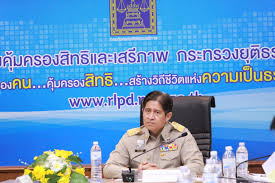 คุ้มครองสิทธิและเสรีภาพ กระทรวงยุติธรร
คน...คุ้มครองสิทธิ...สร้างวิถีชีวิตแห่งความเป็นธร
www.rlpd.